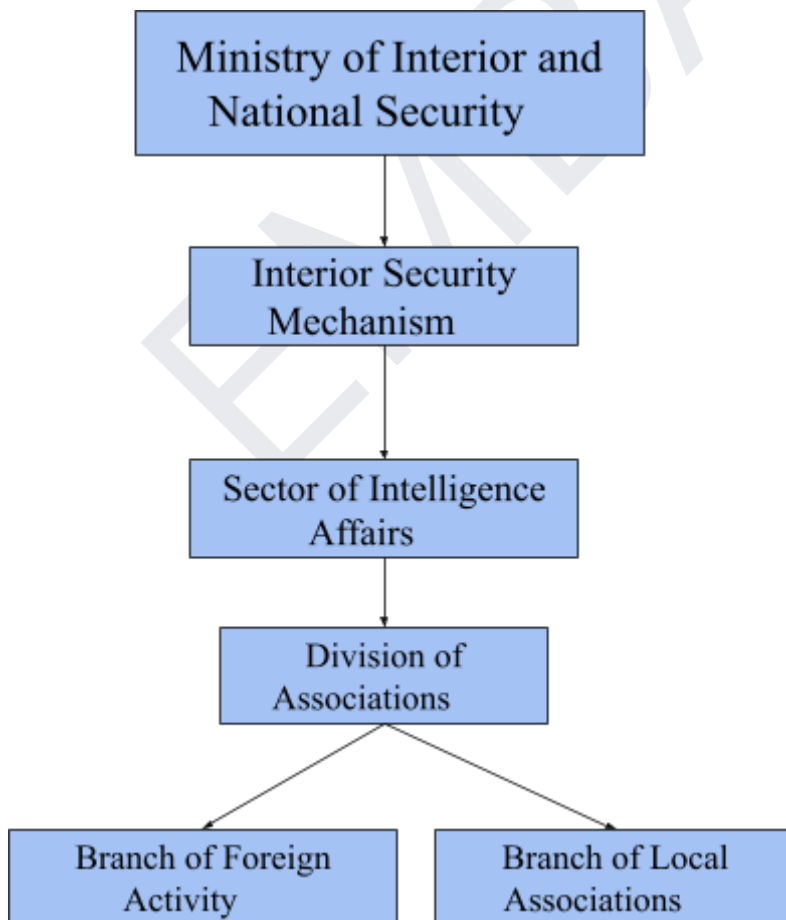 Ministry of Interior and
National Security
Interior Security
Mechanism
Sector of Intelligence
Affairs
Division of
Associations
Branch of Foreign
Activity
Branch of Local
Associations